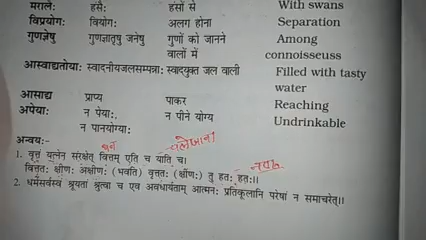 मरालैः हंसैः हंसों से With swans
विप्रयोगः वियोगः अलग होना Separation
गुणज्ञेषु गुणज्ञातृषु जनेषु गुणों को जानने Among
वालों में connoisseuss
आस्वाद्यतोयाः स्वादनीयजलसम्पन्नाः स्वादयुक्त जल वाली Filled with tasty
water
आसाद्य प्राप्य पाकर Reaching
अपेयाः न पेयाः, न पीने योग्य Undrinkable
न पानयोग्याः
अन्वयः-
1. वृत्तं यत्नेन संरक्षेत् वित्तम् एति च याति च।
वित्ततः क्षीणः अक्षीणः (भवति) वृत्ततः (क्षीणः) तु हतः हतः।।
2. धर्मसर्वस्वं श्रूयतां श्रुत्वा च एव अवधार्यताम् आत्मनः प्रतिकूलानि परेषां न समाचरेत्।।